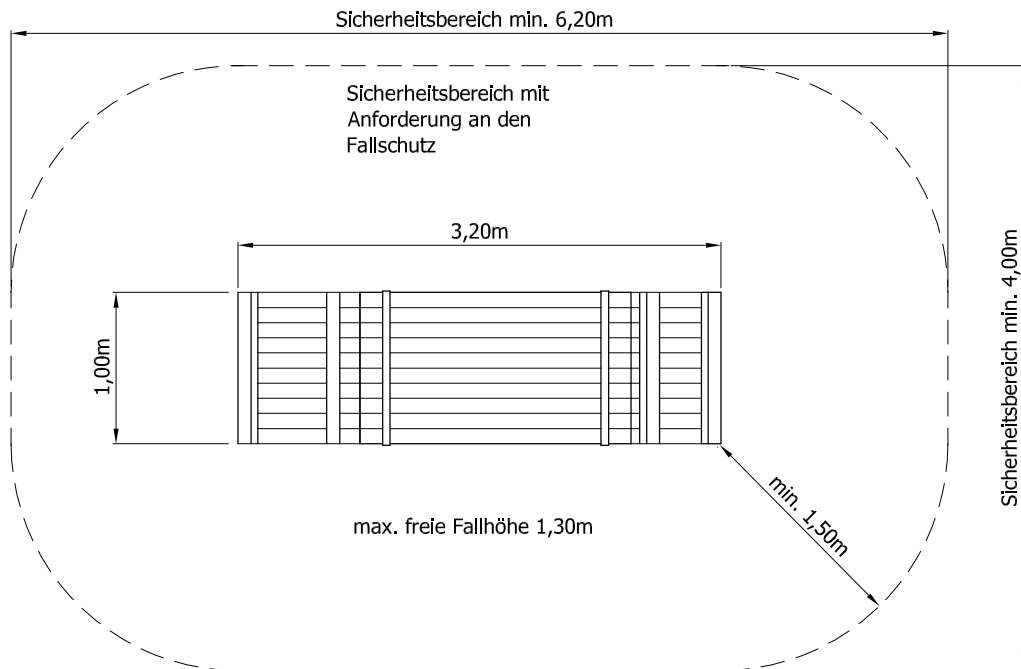 Sicherheitsbereich min. 6,20m
Sicherheitsbereich mit
Anforderung an den
Fallschutz
3,20m
1,00m
Sicherheitsbereich min. 4,00m
min. 1,50m
max. freie Fallhöhe 1,30m